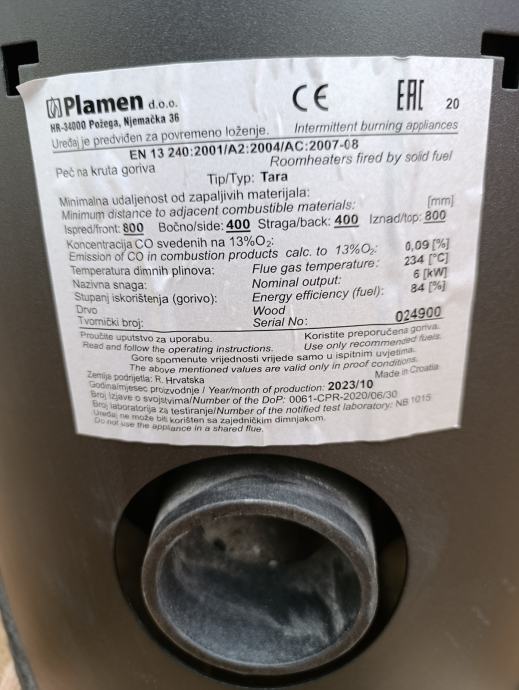 Plamen d.o.o. CE EAC 20
HR-34000 Požega, Njemačka 36
Uređaj je predviđen za povremeno loženje. Intermittent burning appliances
EN 13 240:2001/A2:2004/AC:2007-08
Peć na kruta goriva Roomheaters fired by solid fuel
Tip/Typ: Tara
Minimalna udaljenost od zapaljivih materijala:
Minimum distance to adjacent combustible materials: [mm]
Ispred/front: 800 Bočno/side: 400 Straga/back: 400 Iznad/top: 800
Koncentracija CO svedenih na 13%O₂:
Emission of CO in combustion products calc. to 13%O₂: 0,09 [%]
Temperatura dimnih plinova: Flue gas temperature: 234 [°C]
Nazivna snaga: Nominal output: 6 [kW]
Stupanj iskorištenja (gorivo): Energy efficiency (fuel): 84 [%]
Drvo Wood
Tvornički broj: Serial No: 024900
Proučite uputstvo za uporabu. Koristite preporučena goriva.
Read and follow the operating instructions. Use only recommended fuels.
Gore spomenute vrijednosti vrijede samo u ispitnim uvjetima.
The above mentioned values are valid only in proof conditions.
Zemlja podrijetla: R. Hrvatska Made in Croatia
Godina/mjesec proizvodnje / Year/month of production: 2023/10
Broj Izjave o svojstvima/Number of the DoP: 0061-CPR-2020/06/30
Broj laboratorija za testiranje/Number of the notified test laboratory: NB 1015
Uređaj ne može biti korišten sa zajedničkim dimnjakom.
Do not use the appliance in a shared flue.